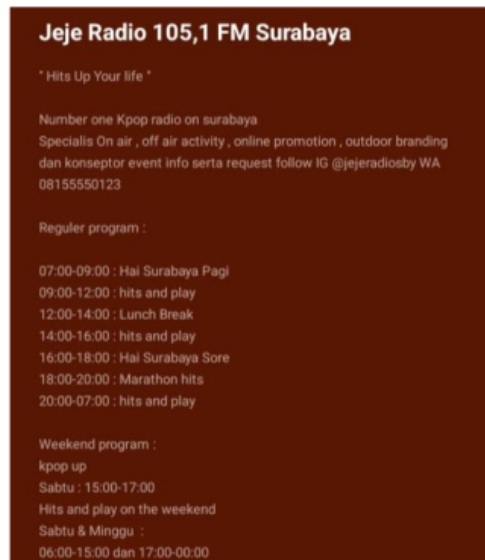 Jeje Radio 105,1 FM Surabaya
" Hits Up Your life "
Number one Kpop radio on surabaya
Specialis On air , off air activity , online promotion , outdoor branding
dan konseptor event info serta request follow IG @jejeradiosby WA
08155550123
Reguler program :
07:00-09:00 : Hai Surabaya Pagi
09:00-12:00 : hits and play
12:00-14:00 : Lunch Break
14:00-16:00 : hits and play
16:00-18:00 : Hai Surabaya Sore
18:00-20:00 : Marathon hits
20:00-07:00 : hits and play
Weekend program :
kpop up
Sabtu : 15:00-17:00
Hits and play on the weekend
Sabtu & Minggu :
06:00-15:00 dan 17:00-00:00